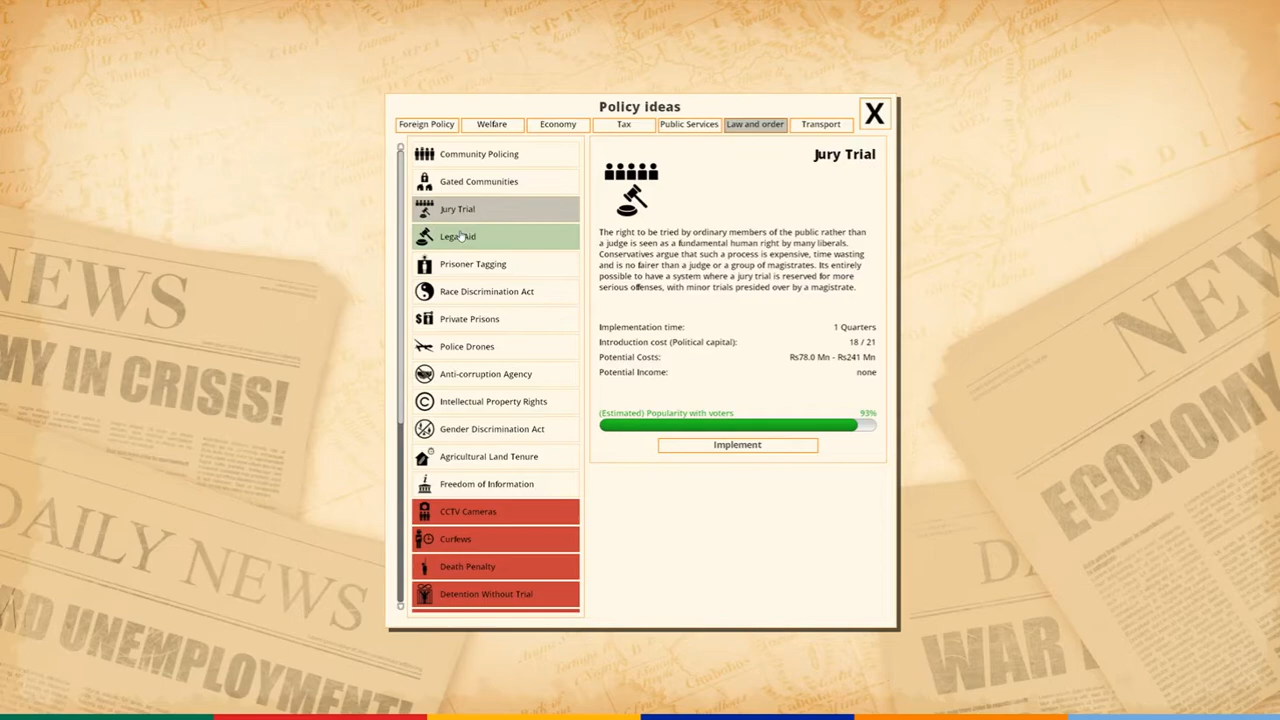 Policy ideas
X
Foreign Policy
Welfare
Economy
Tax
Public Services
Law and order
Transport
Community Policing
Gated Communities
Jury Trial
Legal Aid
Prisoner Tagging
Race Discrimination Act
Private Prisons
Police Drones
Anti-corruption Agency
Intellectual Property Rights
Gender Discrimination Act
Agricultural Land Tenure
Freedom of Information
CCTV Cameras
Curfews
Death Penalty
Detention Without Trial
Jury Trial
The right to be tried by ordinary members of the public rather than
a judge is seen as a fundamental human right by many liberals.
Conservatives argue that such a process is expensive, time wasting
and is no fairer than a judge or a group of magistrates. Its entirely
possible to have a system where a jury trial is reserved for more
serious offenses, with minor trials presided over by a magistrate.
Implementation time: 1 Quarters
Introduction cost (Political capital): 18 / 21
Potential Costs: Rs78.0 Mn - Rs241 Mn
Potential Income: none
(Estimated) Popularity with voters 93%
Implement
NEWS
MY IN CRISIS!
DAILY NEWS
RD UNEMPLOYMENT!
NEW
ECONOMY
DA
WAR